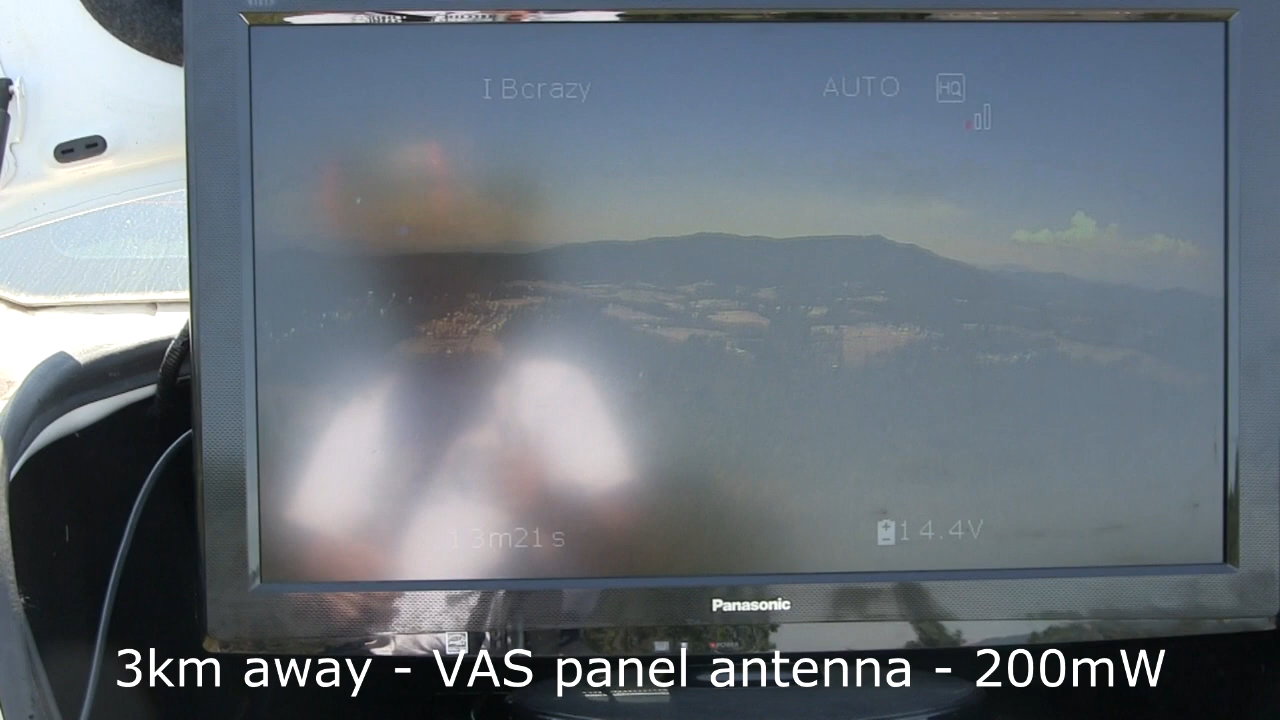 I Bcrazy AUTO HQ
13m21s 14.4V
Panasonic
3km away - VAS panel antenna - 200mW